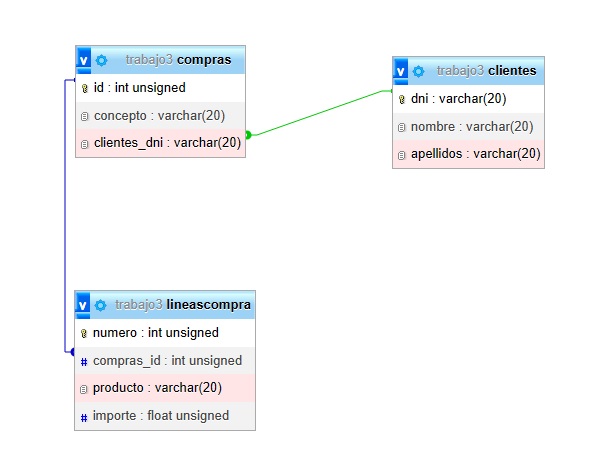 v trabajo3 compras
id : int unsigned
concepto : varchar(20)
clientes_dni : varchar(20)
v trabajo3 clientes
dni : varchar(20)
nombre : varchar(20)
apellidos : varchar(20)
v trabajo3 lineascompra
numero : int unsigned
# compras_id : int unsigned
producto : varchar(20)
# importe : float unsigned